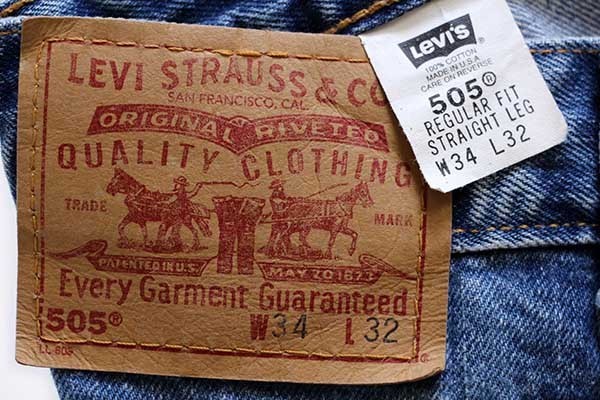 LEVI STRAUSS & CO
SAN FRANCISCO, CAL.
ORIGINAL RIVETED
QUALITY CLOTHING
TRADE MARK
PATENTED IN U.S.
MAY 20 1873
Every Garment Guaranteed
505®
W34 L 32
Levi's®
100% COTTON
MADE IN U.S.A.
CARE ON REVERSE
505®
REGULAR FIT
STRAIGHT LEG
W34 L32